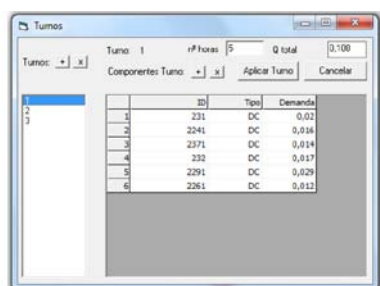 Turnos
Turno: 1 nº horas 5 Q total 0,108
Turnos: + x Componentes Turno + x Aplicar Turno Cancelar
1
2
3
ID Tipo Demanda
1 231 DC 0,02
2 2241 DC 0,016
3 2371 DC 0,014
4 232 DC 0,017
5 2291 DC 0,029
6 2261 DC 0,012